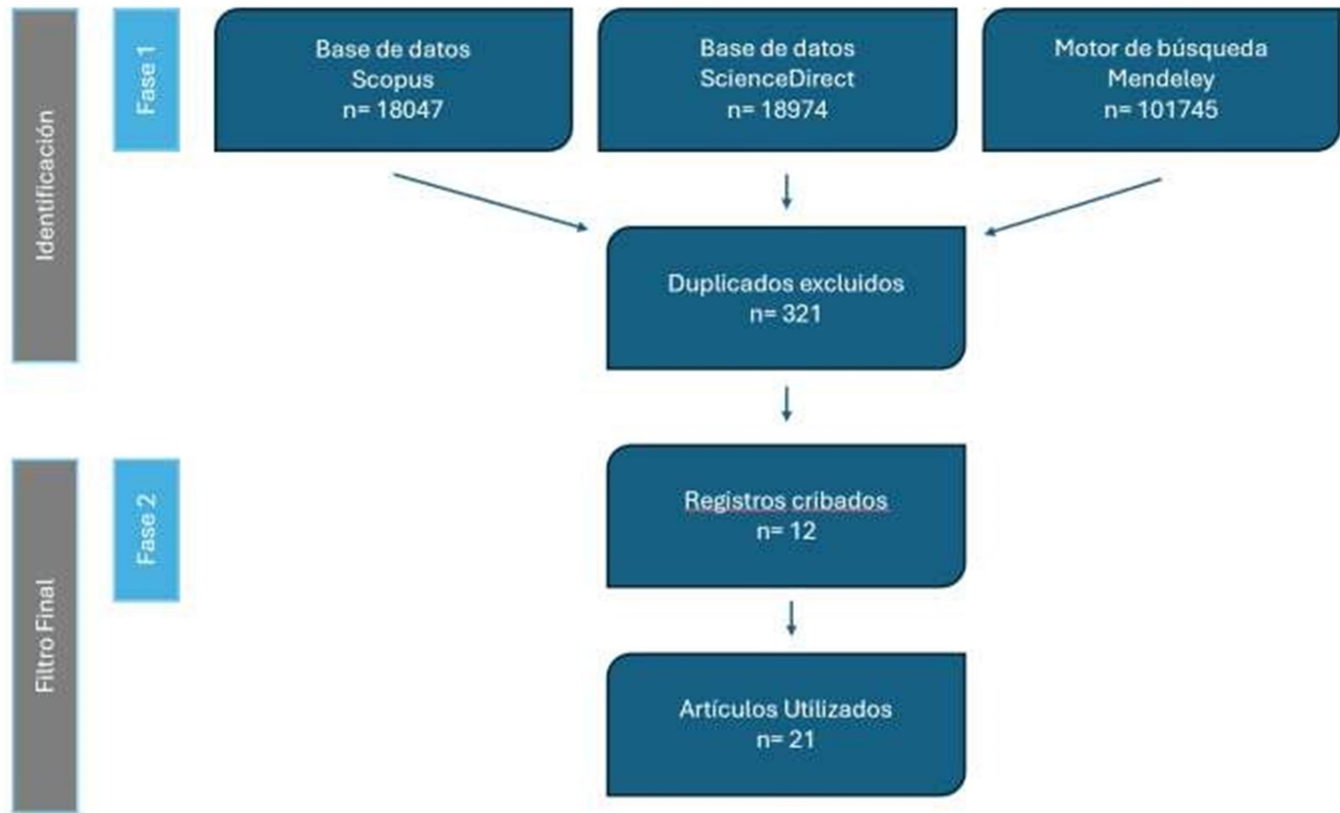 Identificación
Fase 1
Base de datos
Scopus
n= 18047
Base de datos
ScienceDirect
n= 18974
Motor de búsqueda
Mendeley
n= 101745
Duplicados excluidos
n= 321
Filtro Final
Fase 2
Registros cribados
n= 12
Artículos Utilizados
n= 21